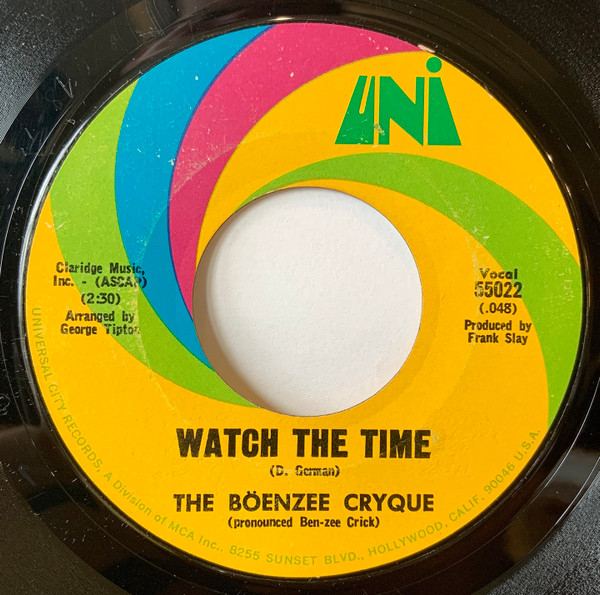 UNI
Claridge Music,
Inc. - (ASCAP)
(2:30)
Arranged by
George Tipton
Vocal
55022
(.048)
Produced by
Frank Slay
WATCH THE TIME
(D. German)
THE BÖENZEE CRYQUE
(pronounced Ben-zee Crick)
UNIVERSAL CITY RECORDS, A Division of MCA Inc., 8255 SUNSET BLVD., HOLLYWOOD, CALIF. 90046 U.S.A.